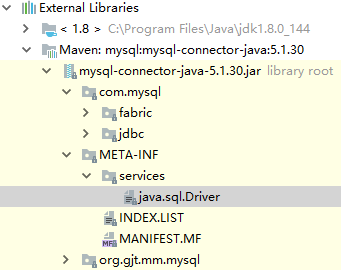 External Libraries
< 1.8 > C:\Program Files\Java\jdk1.8.0_144
Maven: mysql:mysql-connector-java:5.1.30
mysql-connector-java-5.1.30.jar library root
com.mysql
fabric
jdbc
META-INF
services
java.sql.Driver
INDEX.LIST
MF MANIFEST.MF
org.gjt.mm.mysql